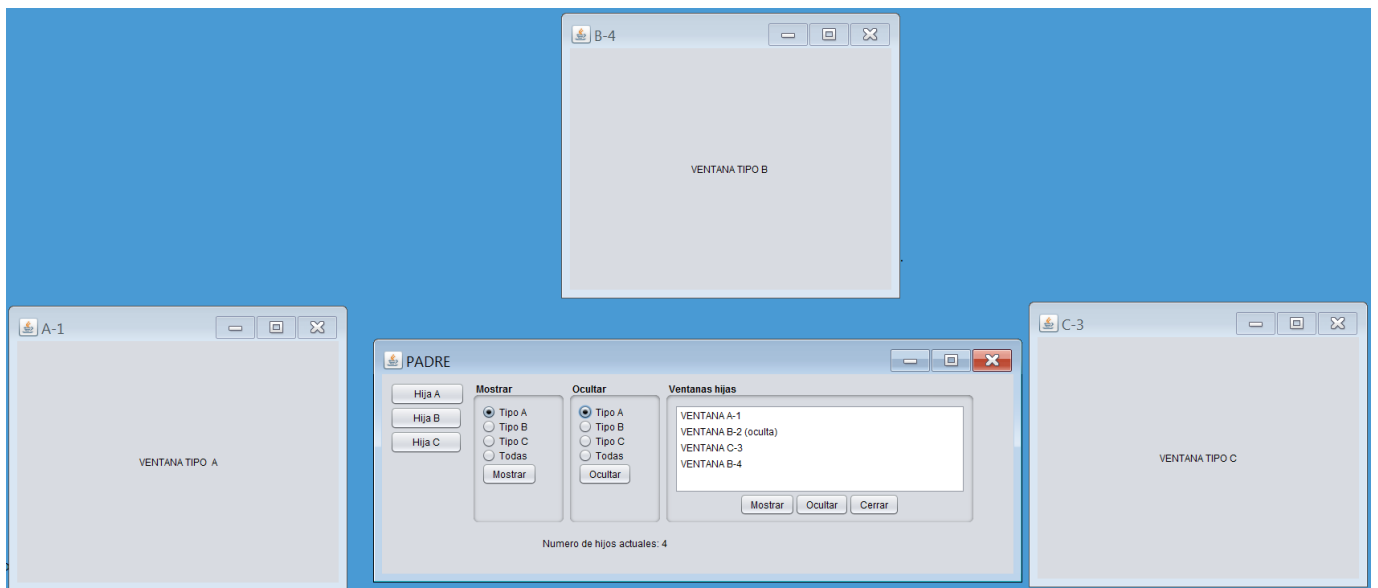 B-4
VENTANA TIPO B
A-1
VENTANA TIPO A
PADRE
Hija A
Hija B
Hija C
Mostrar
Tipo A
Tipo B
Tipo C
Todas
Mostrar
Ocultar
Tipo A
Tipo B
Tipo C
Todas
Ocultar
Ventanas hijas
VENTANA A-1
VENTANA B-2 (oculta)
VENTANA C-3
VENTANA B-4
Mostrar Ocultar Cerrar
Numero de hijos actuales: 4
C-3
VENTANA TIPO C